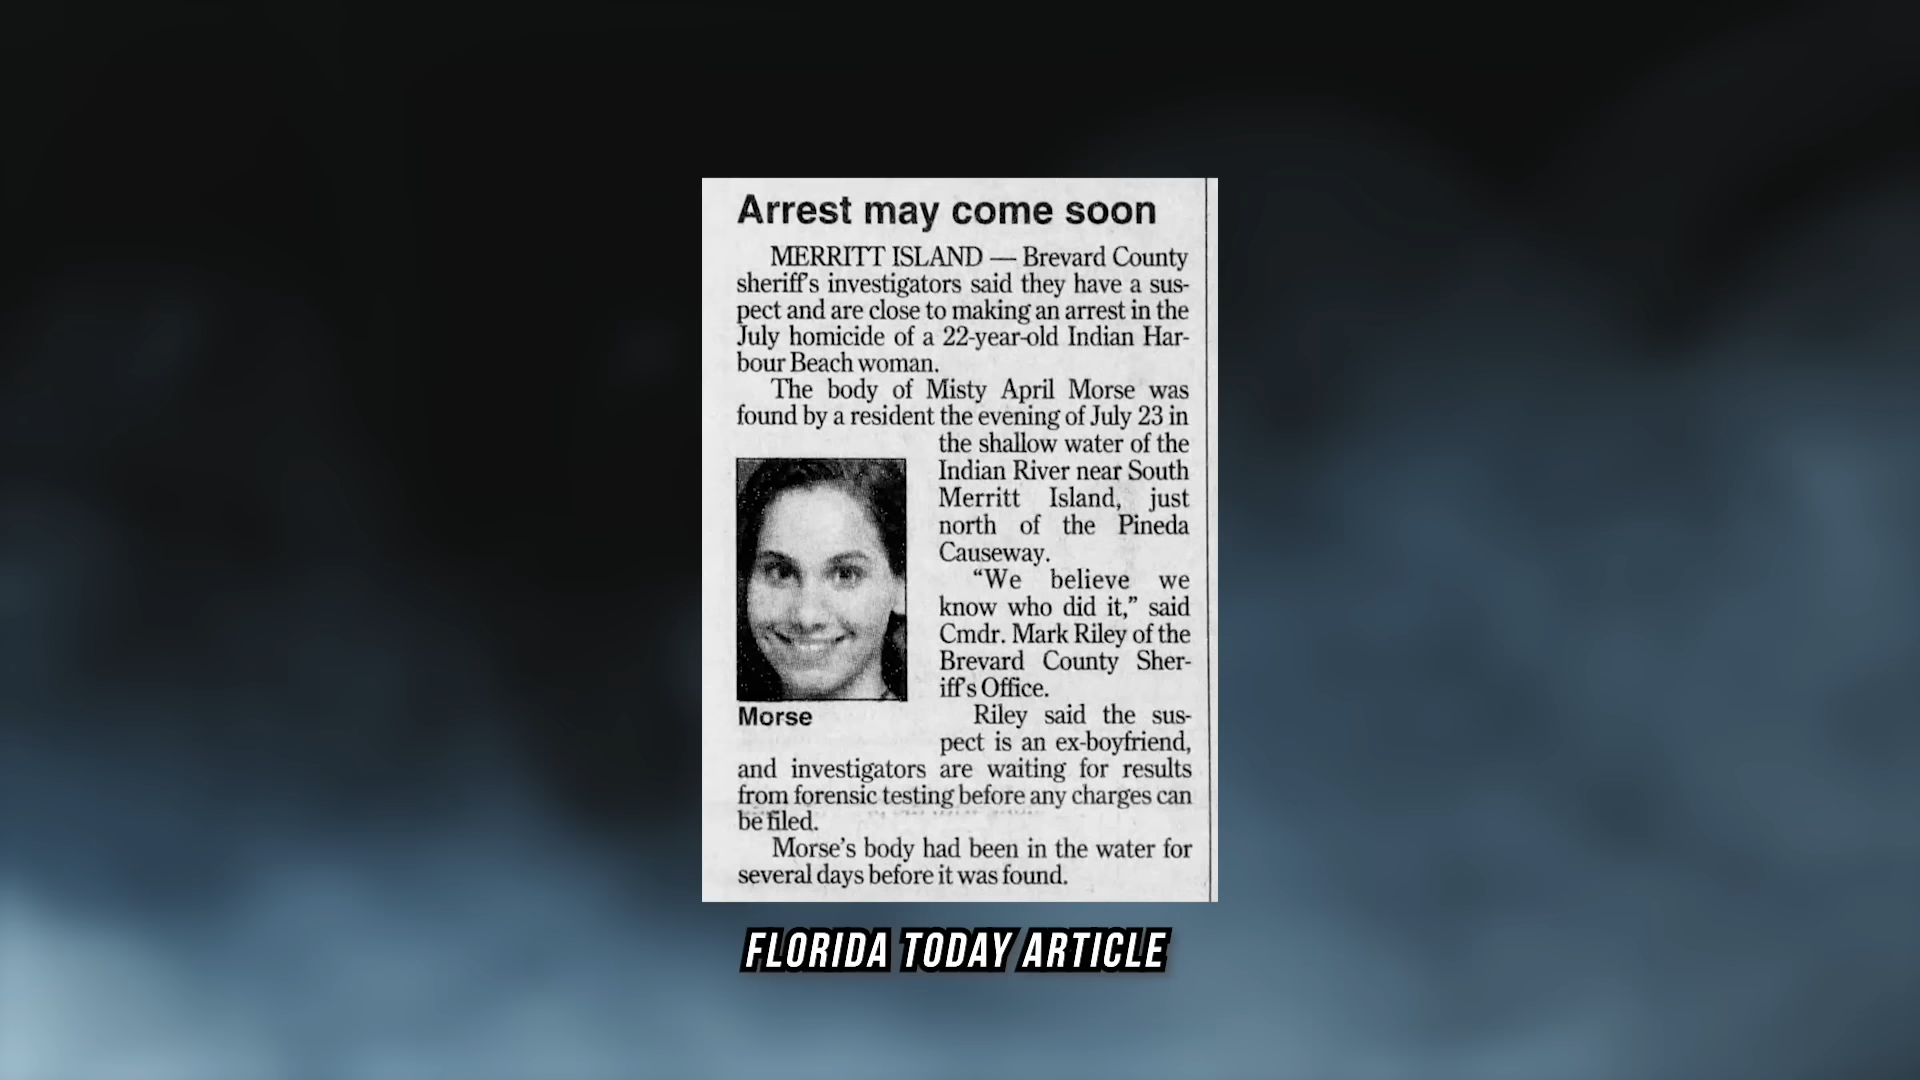 Arrest may come soon
MERRITT ISLAND — Brevard County
sheriff's investigators said they have a sus-
pect and are close to making an arrest in the
July homicide of a 22-year-old Indian Har-
bour Beach woman.
The body of Misty April Morse was
found by a resident the evening of July 23 in
the shallow water of the
Indian River near South
Merritt Island, just
north of the Pineda
Causeway.
“We believe we
know who did it,” said
Cmdr. Mark Riley of the
Brevard County Sher-
iff's Office.
Morse
Riley said the sus-
pect is an ex-boyfriend,
and investigators are waiting for results
from forensic testing before any charges can
be filed.
Morse's body had been in the water for
several days before it was found.
FLORIDA TODAY ARTICLE